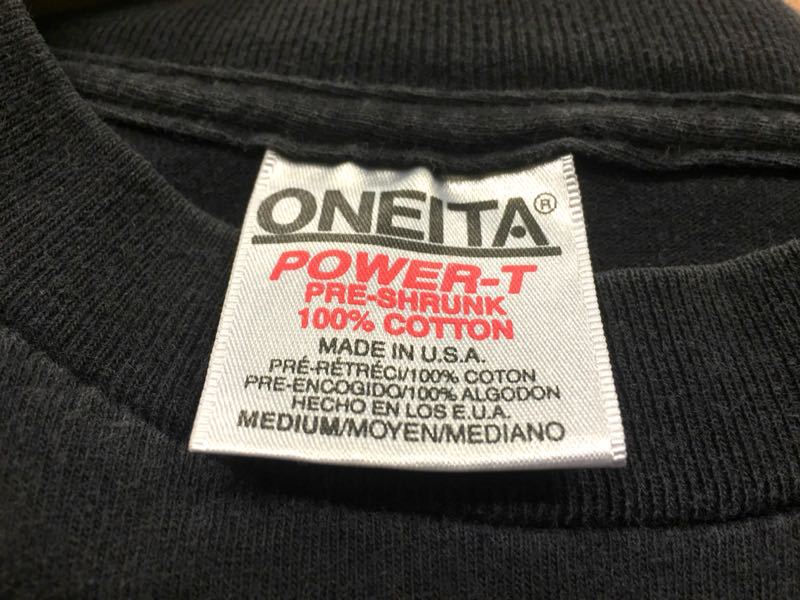 ONEITA®
POWER-T
PRE-SHRUNK
100% COTTON
MADE IN U.S.A.
PRÉ-RÉTRÉCI/100% COTON
PRE-ENCOGIDO/100% ALGODON
HECHO EN LOS E.U.A.
MEDIUM/MOYEN/MEDIANO